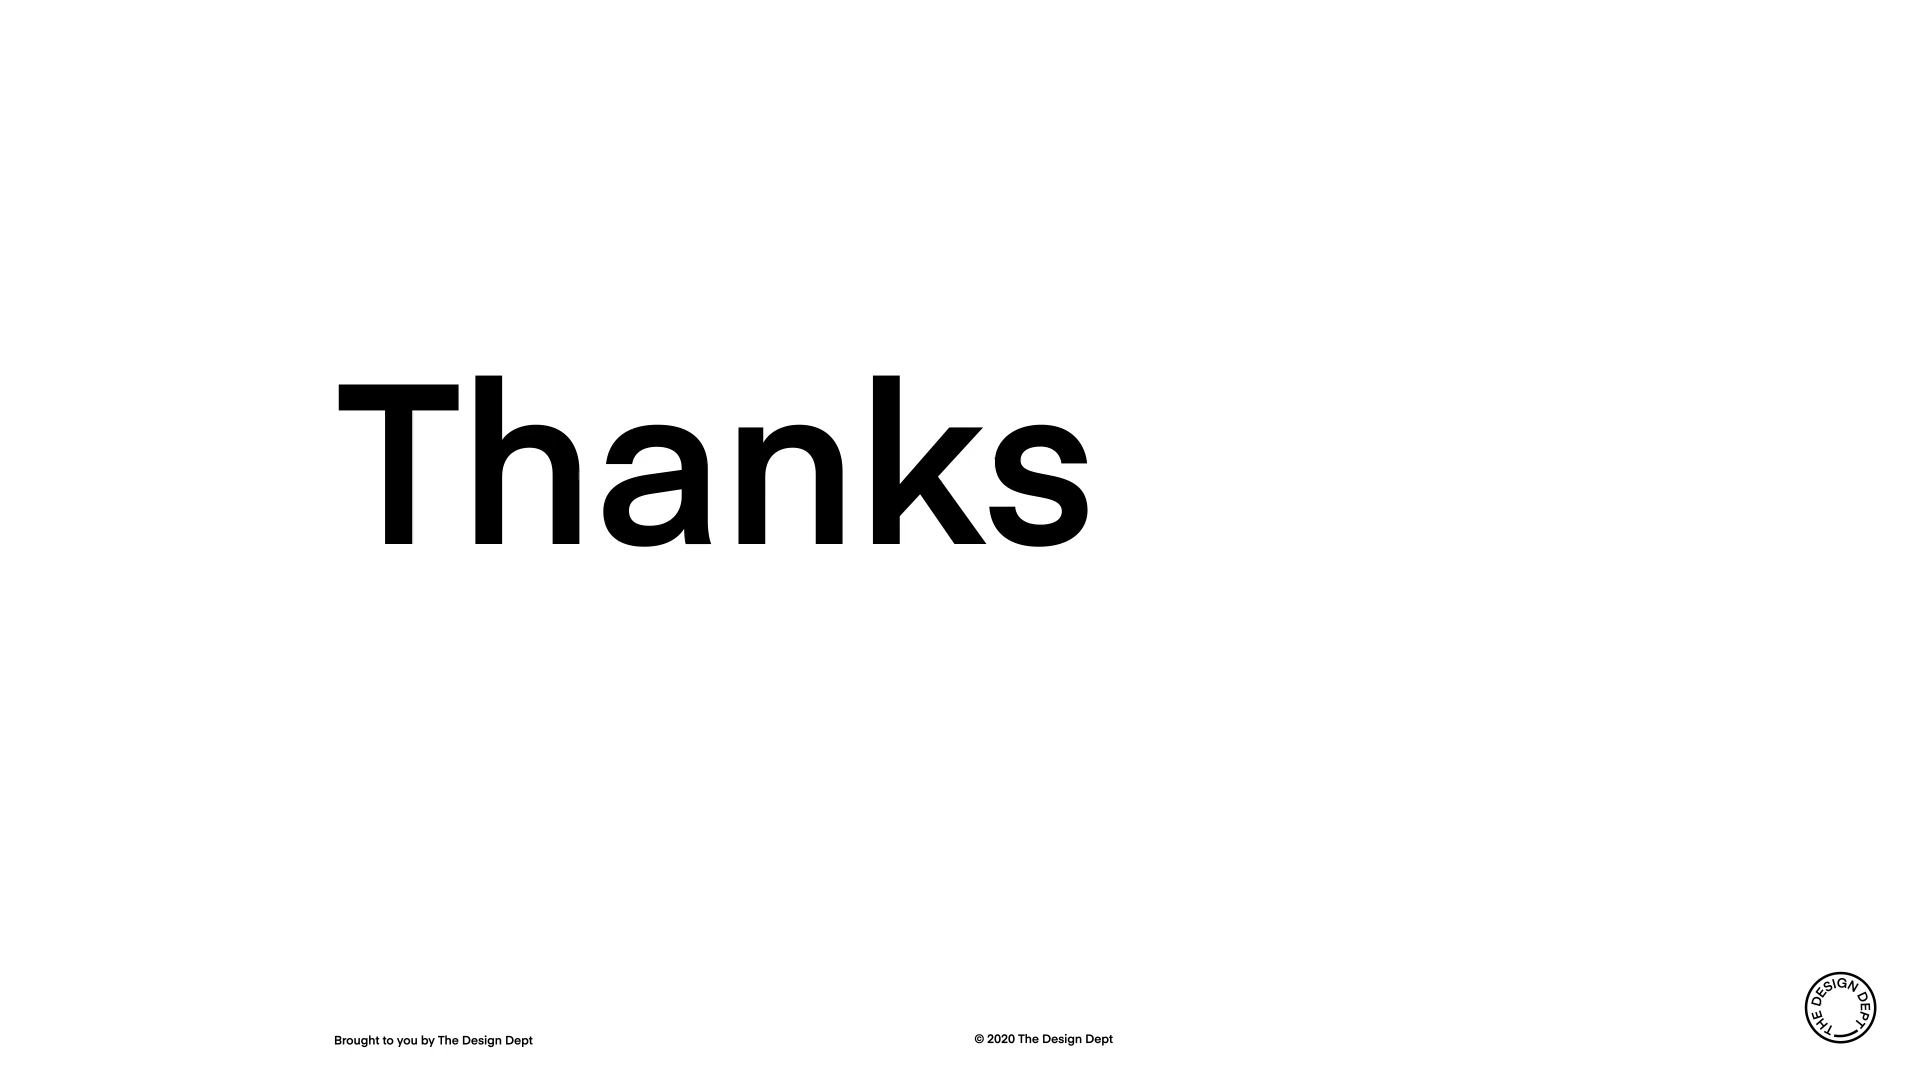 Thanks
Brought to you by The Design Dept
© 2020 The Design Dept
THE DESIGN DEPT